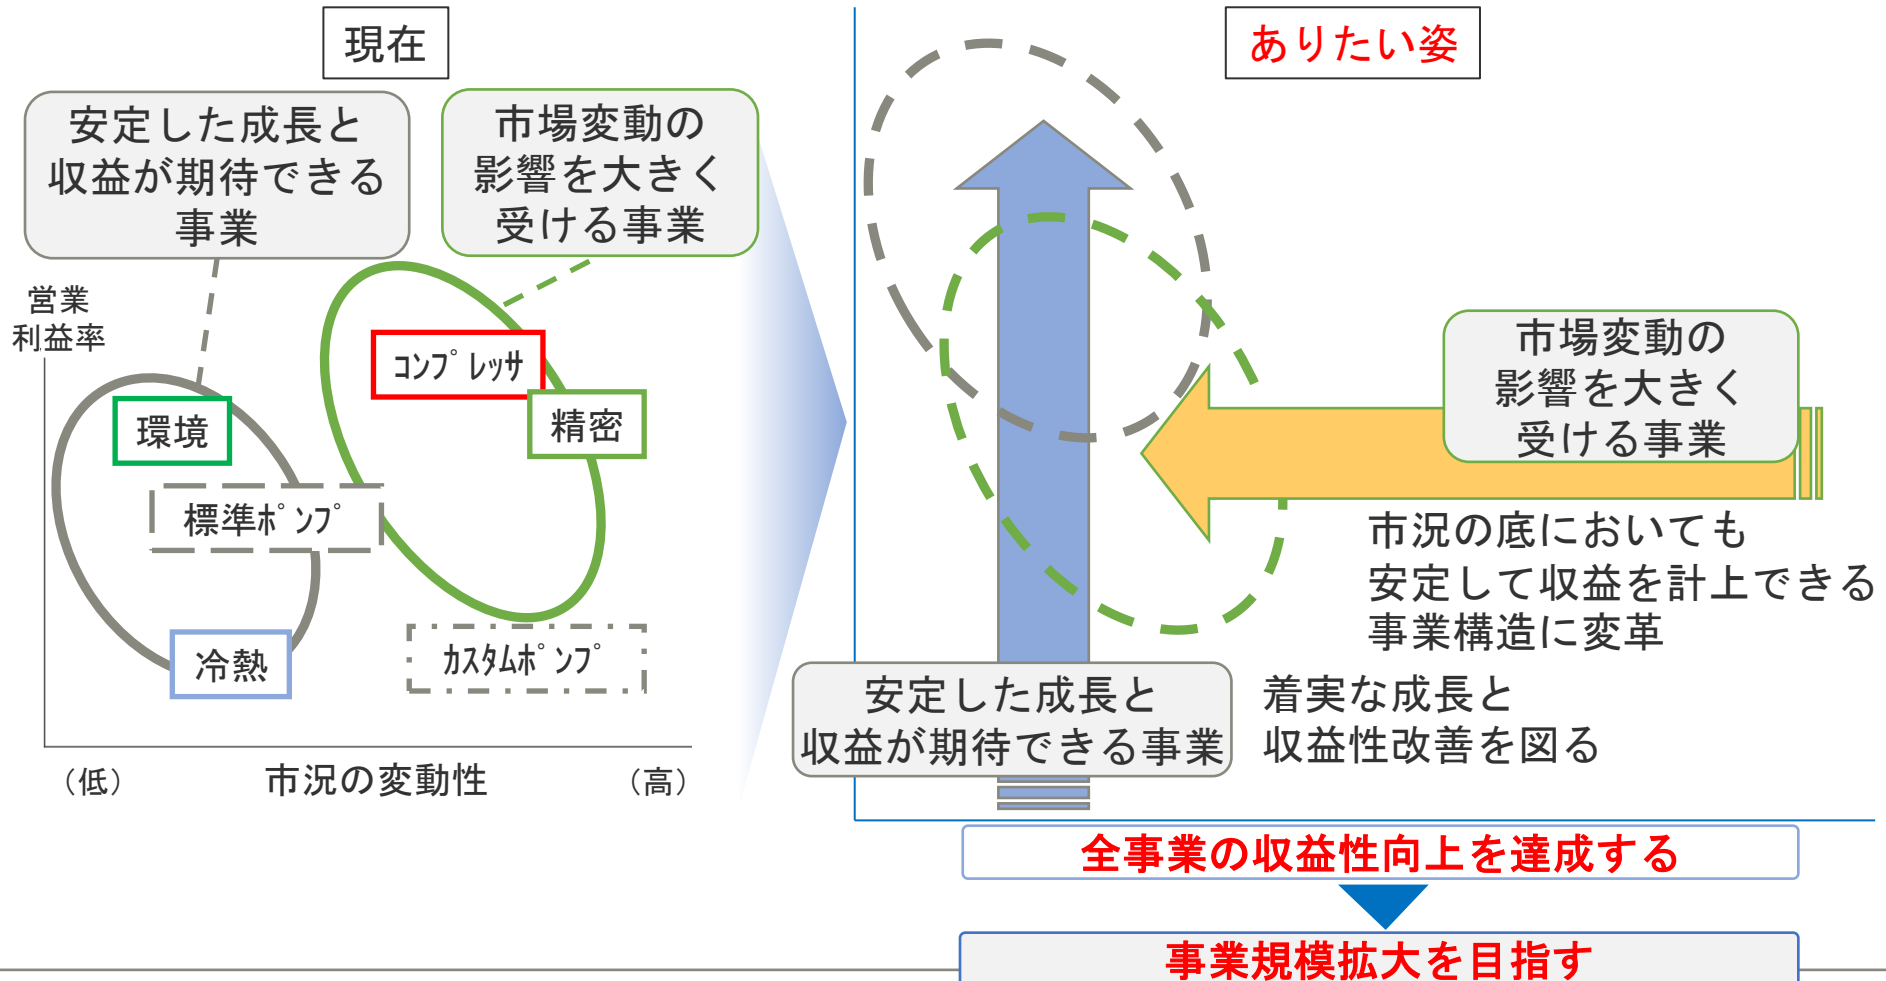 現在
安定した成長と
収益が期待できる
事業
市場変動の
影響を大きく
受ける事業
営業
利益率
ｺﾝﾌﾟﾚｯｻ
精密
環境
標準ﾎﾟﾝﾌﾟ
冷熱
ｶｽﾀﾑﾎﾟﾝﾌﾟ
（低）
市況の変動性
（高）
ありたい姿
市場変動の
影響を大きく
受ける事業
市況の底においても
安定して収益を計上できる
事業構造に変革
安定した成長と
収益が期待できる事業
着実な成長と
収益性改善を図る
全事業の収益性向上を達成する
事業規模拡大を目指す